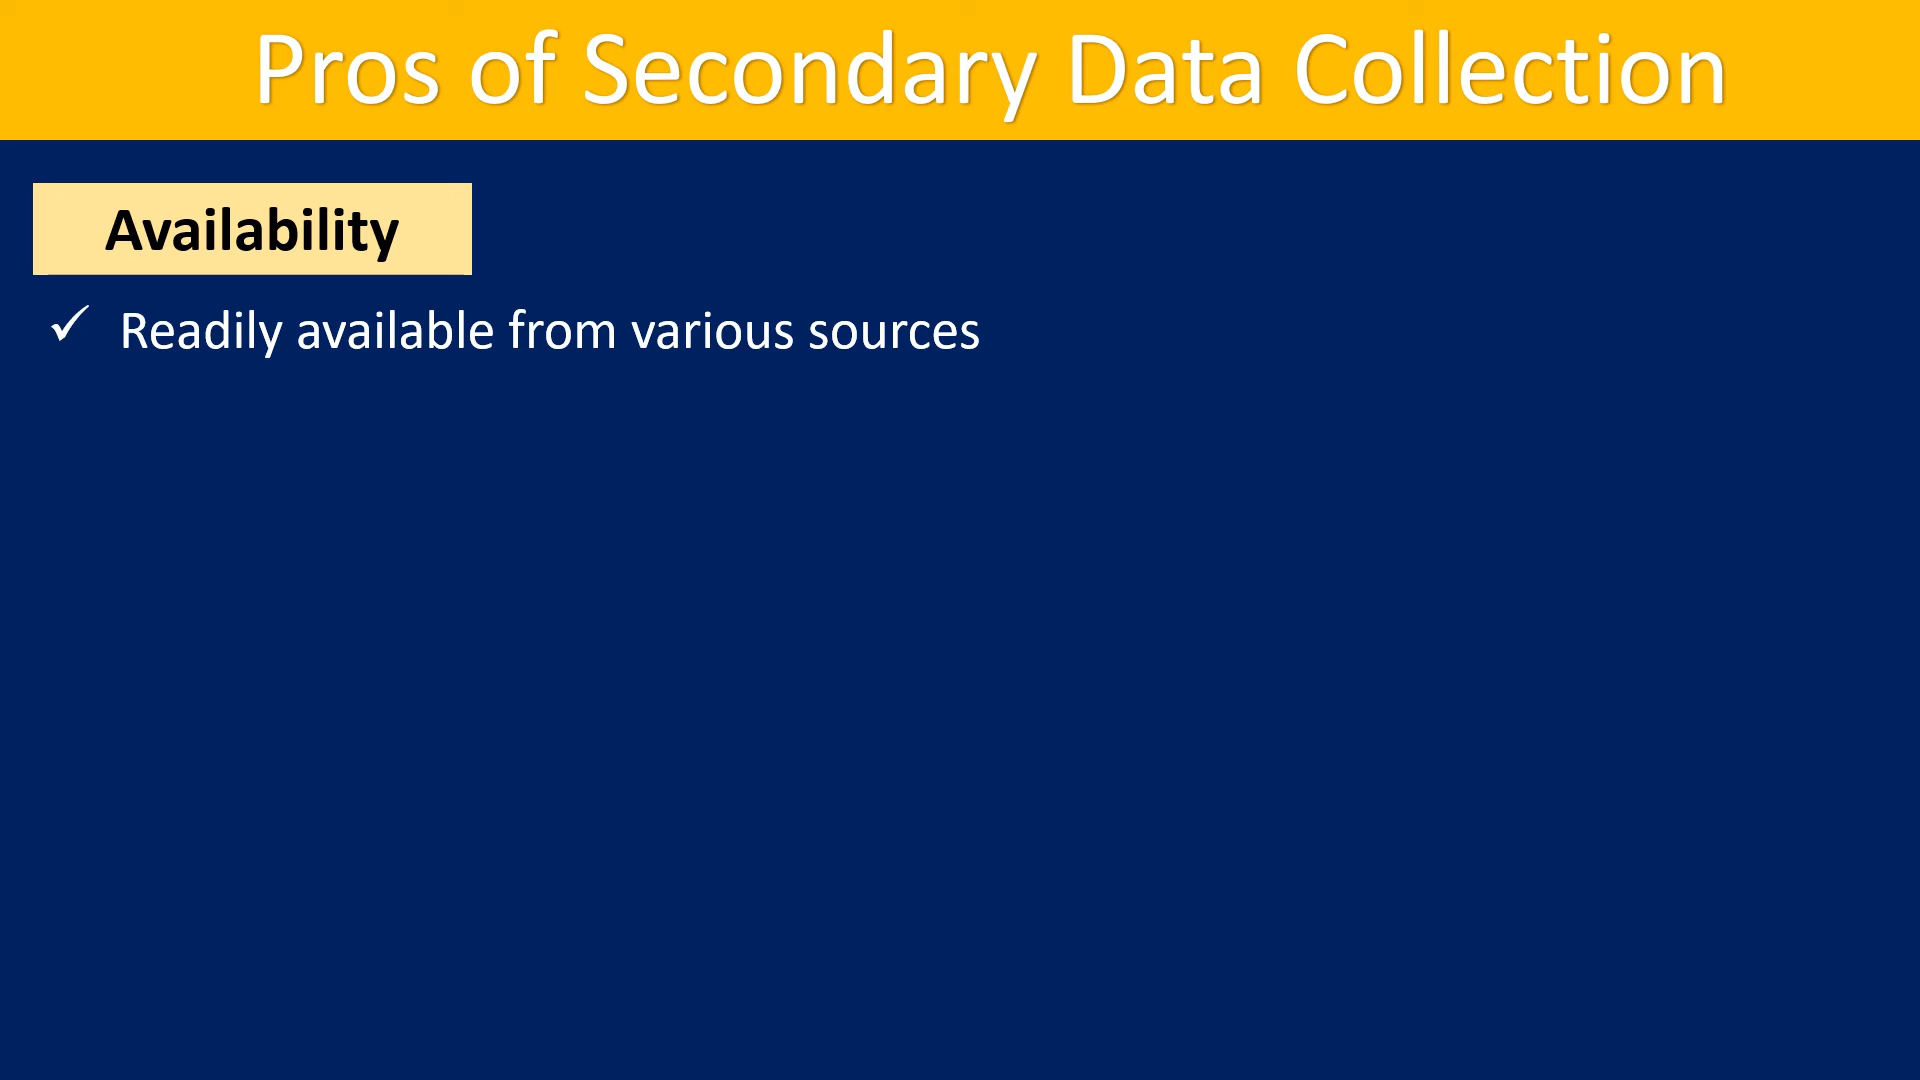 Pros of Secondary Data Collection
Availability
✓ Readily available from various sources